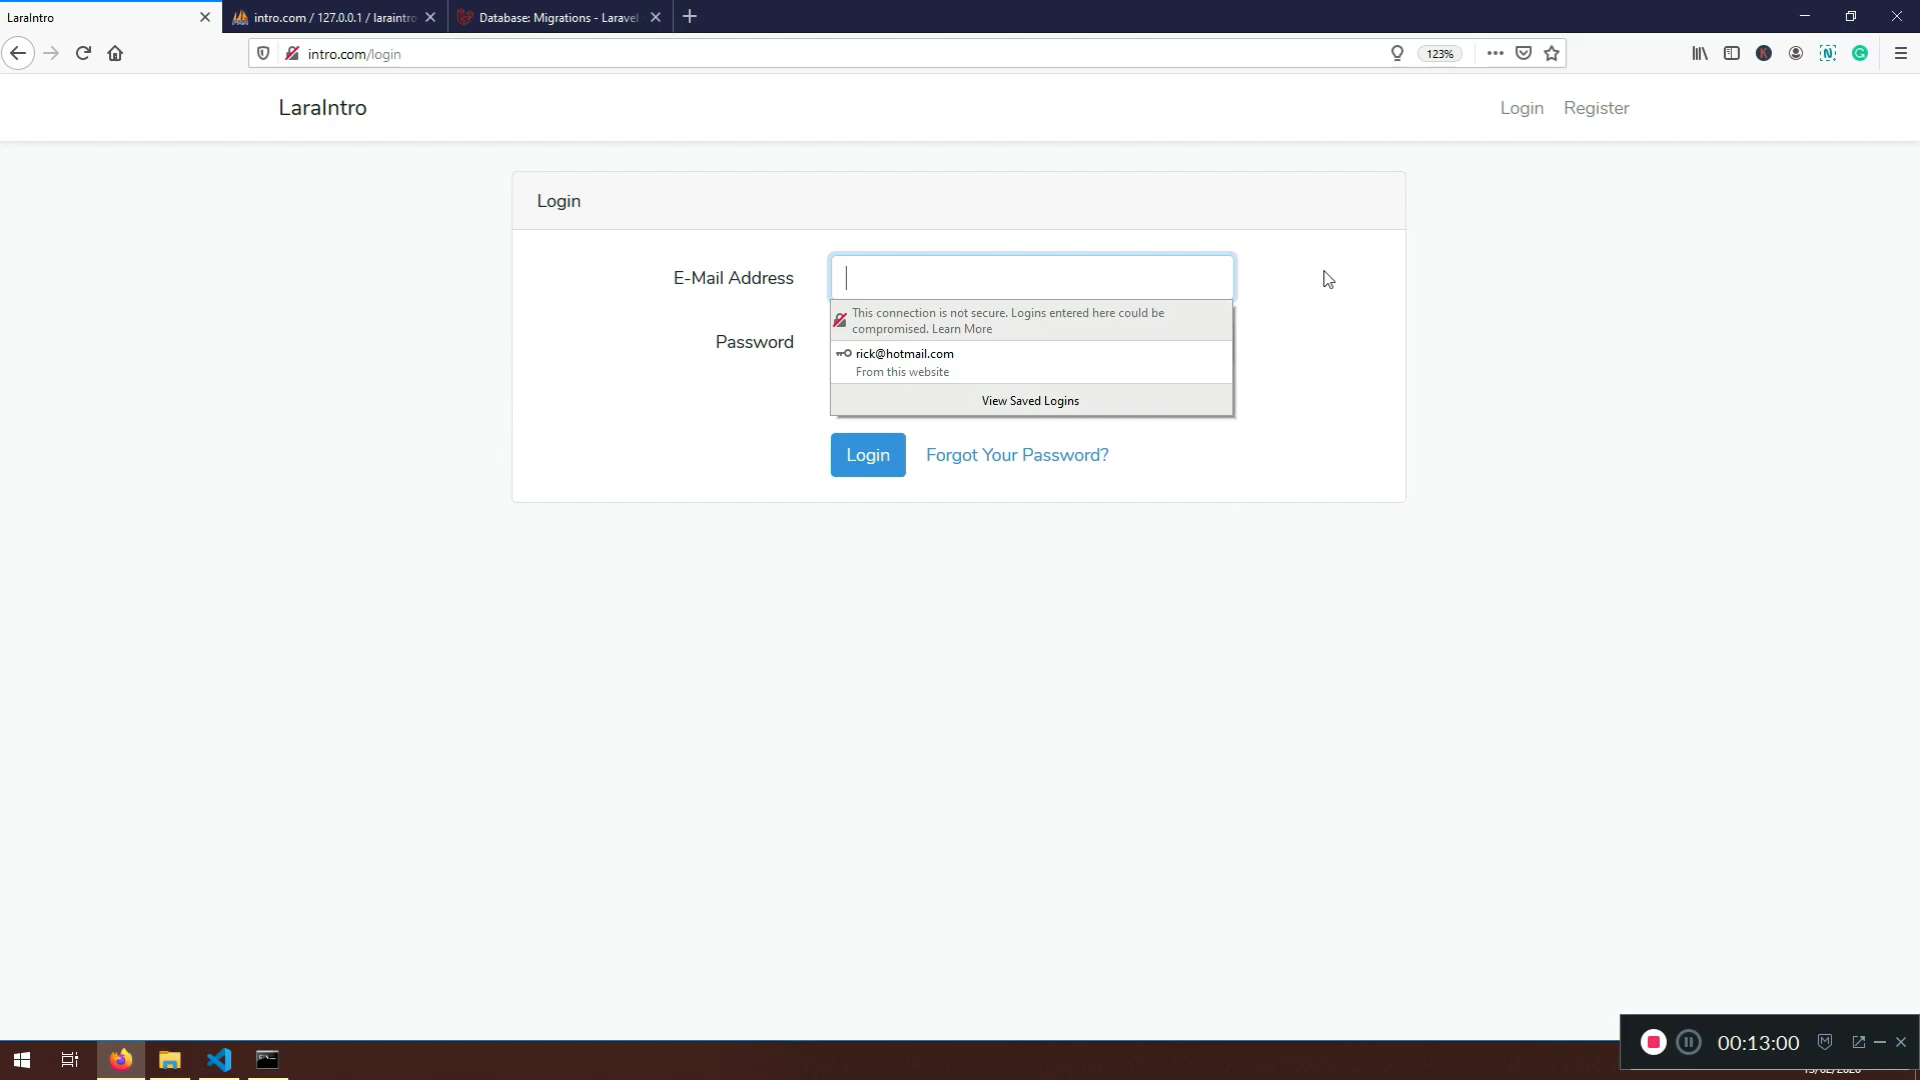 LaraIntro
intro.com / 127.0.0.1 / laraintro
Database: Migrations - Laravel
intro.com/login
123%
LaraIntro
Login
Register
Login
E-Mail Address
This connection is not secure. Logins entered here could be
compromised. Learn More
rick@hotmail.com
From this website
View Saved Logins
Password
Login
Forgot Your Password?
00:13:00